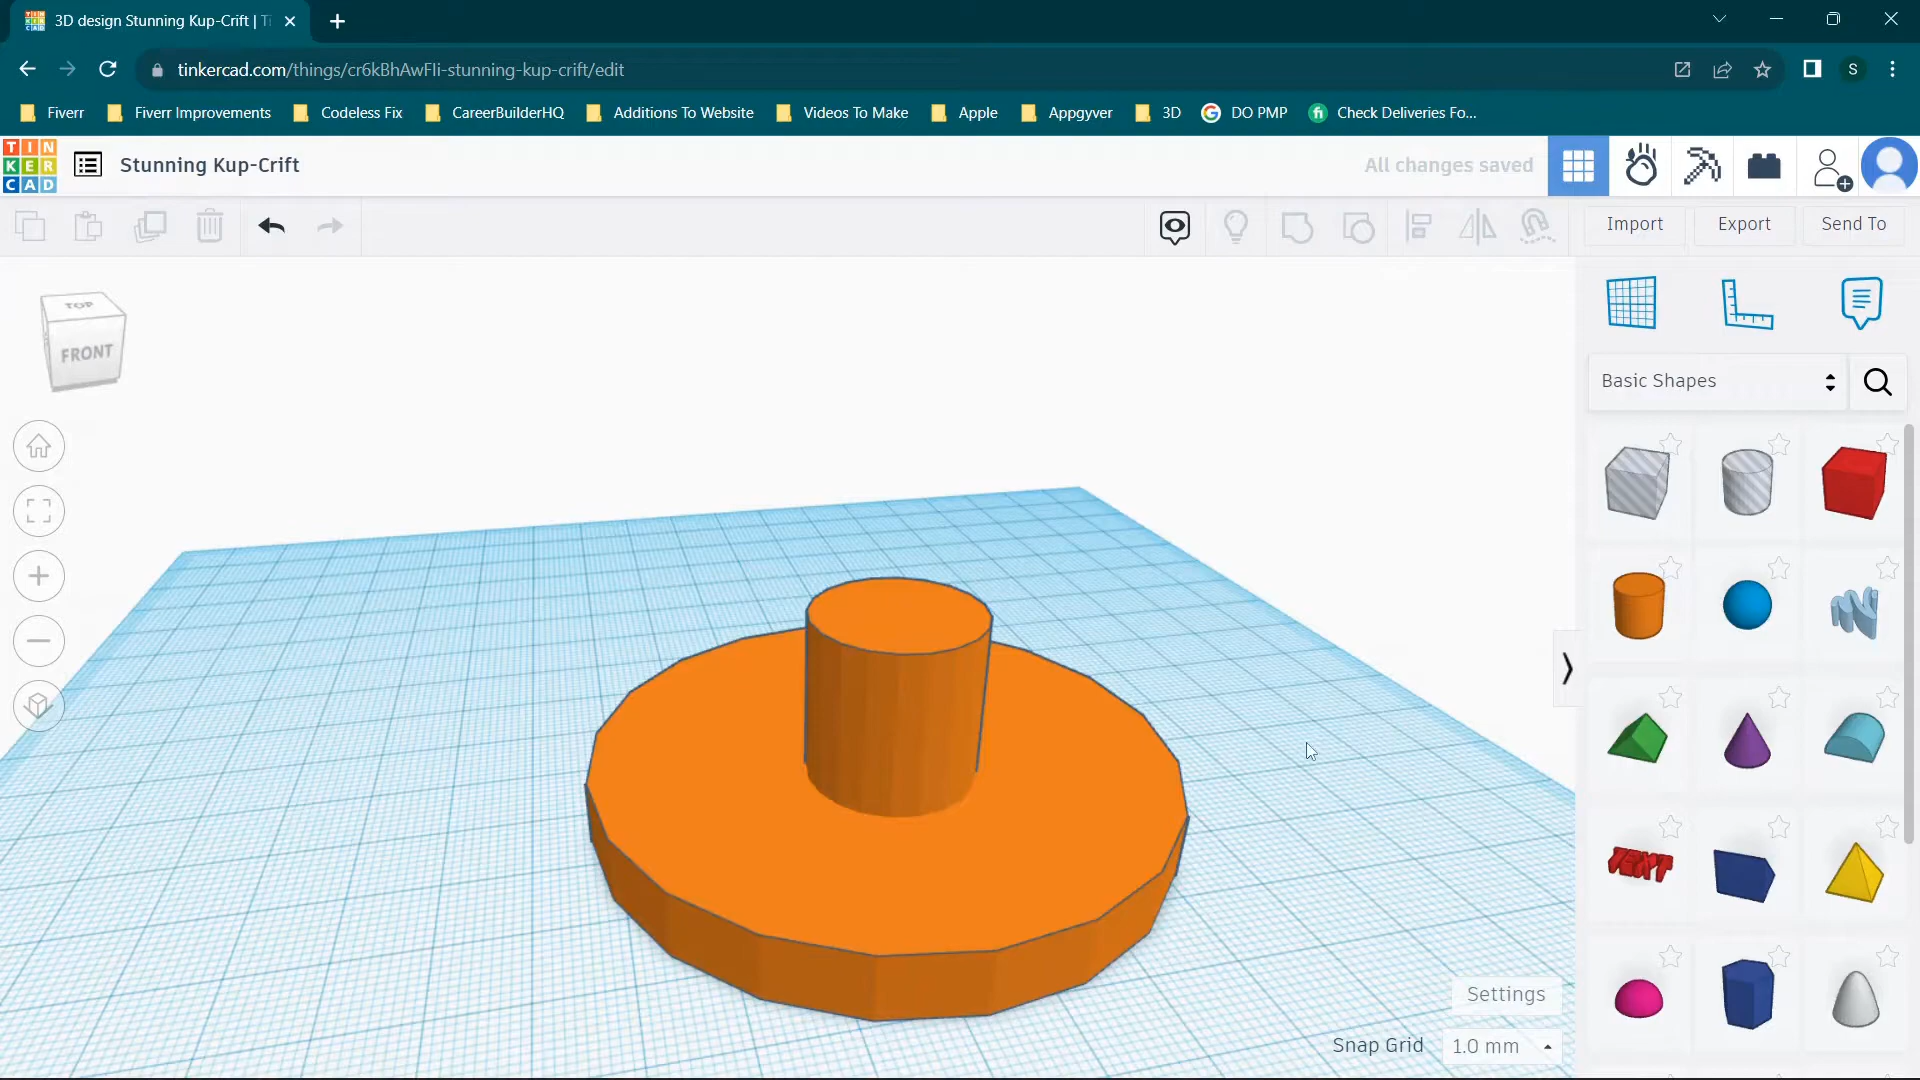 3D design Stunning Kup-Crift | Ti
tinkercad.com/things/cr6kBhAwFli-stunning-kup-crift/edit
S
Fiverr
Fiverr Improvements
Codeless Fix
CareerBuilderHQ
Additions To Website
Videos To Make
Apple
Appgyver
3D
DO PMP
Check Deliveries Fo...
TIN
KER
CAD
Stunning Kup-Crift
All changes saved
Import
Export
Send To
TOP
FRONT
Basic Shapes
TEXT
Settings
Snap Grid
1.0 mm